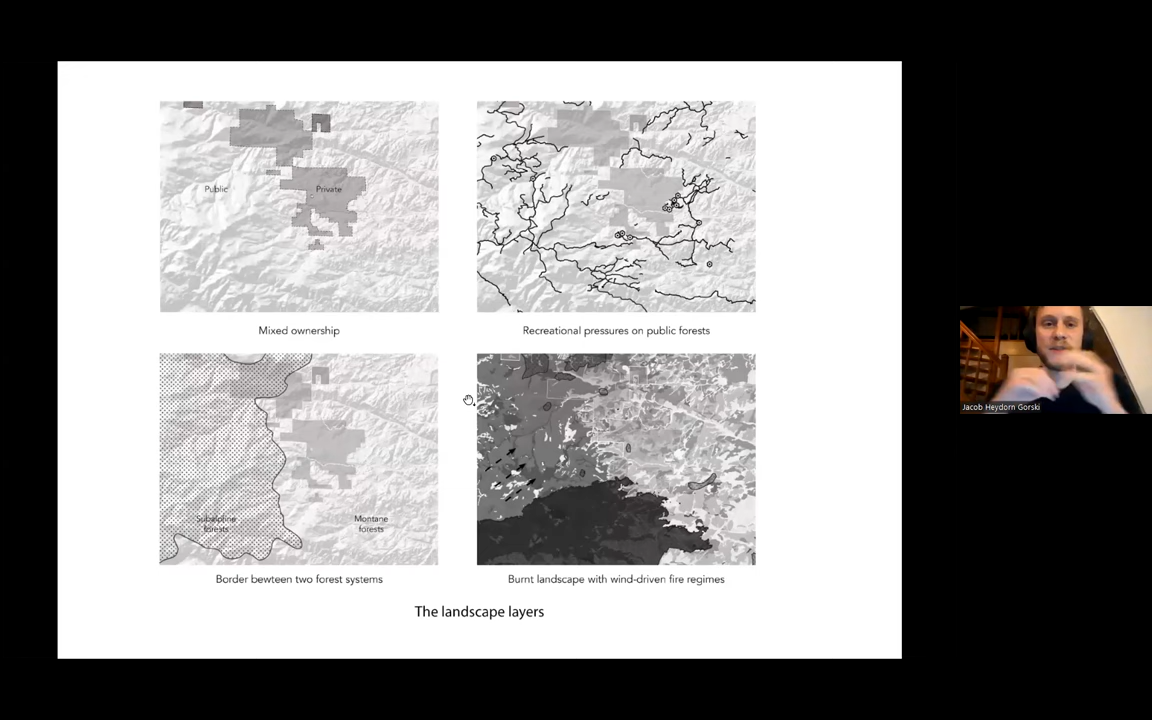 Public
Private
Mixed ownership
Recreational pressures on public forests
Subalpine
forests
Montane
forests
Border bewteen two forest systems
Burnt landscape with wind-driven fire regimes
The landscape layers
Jacob Heydorn Gorski